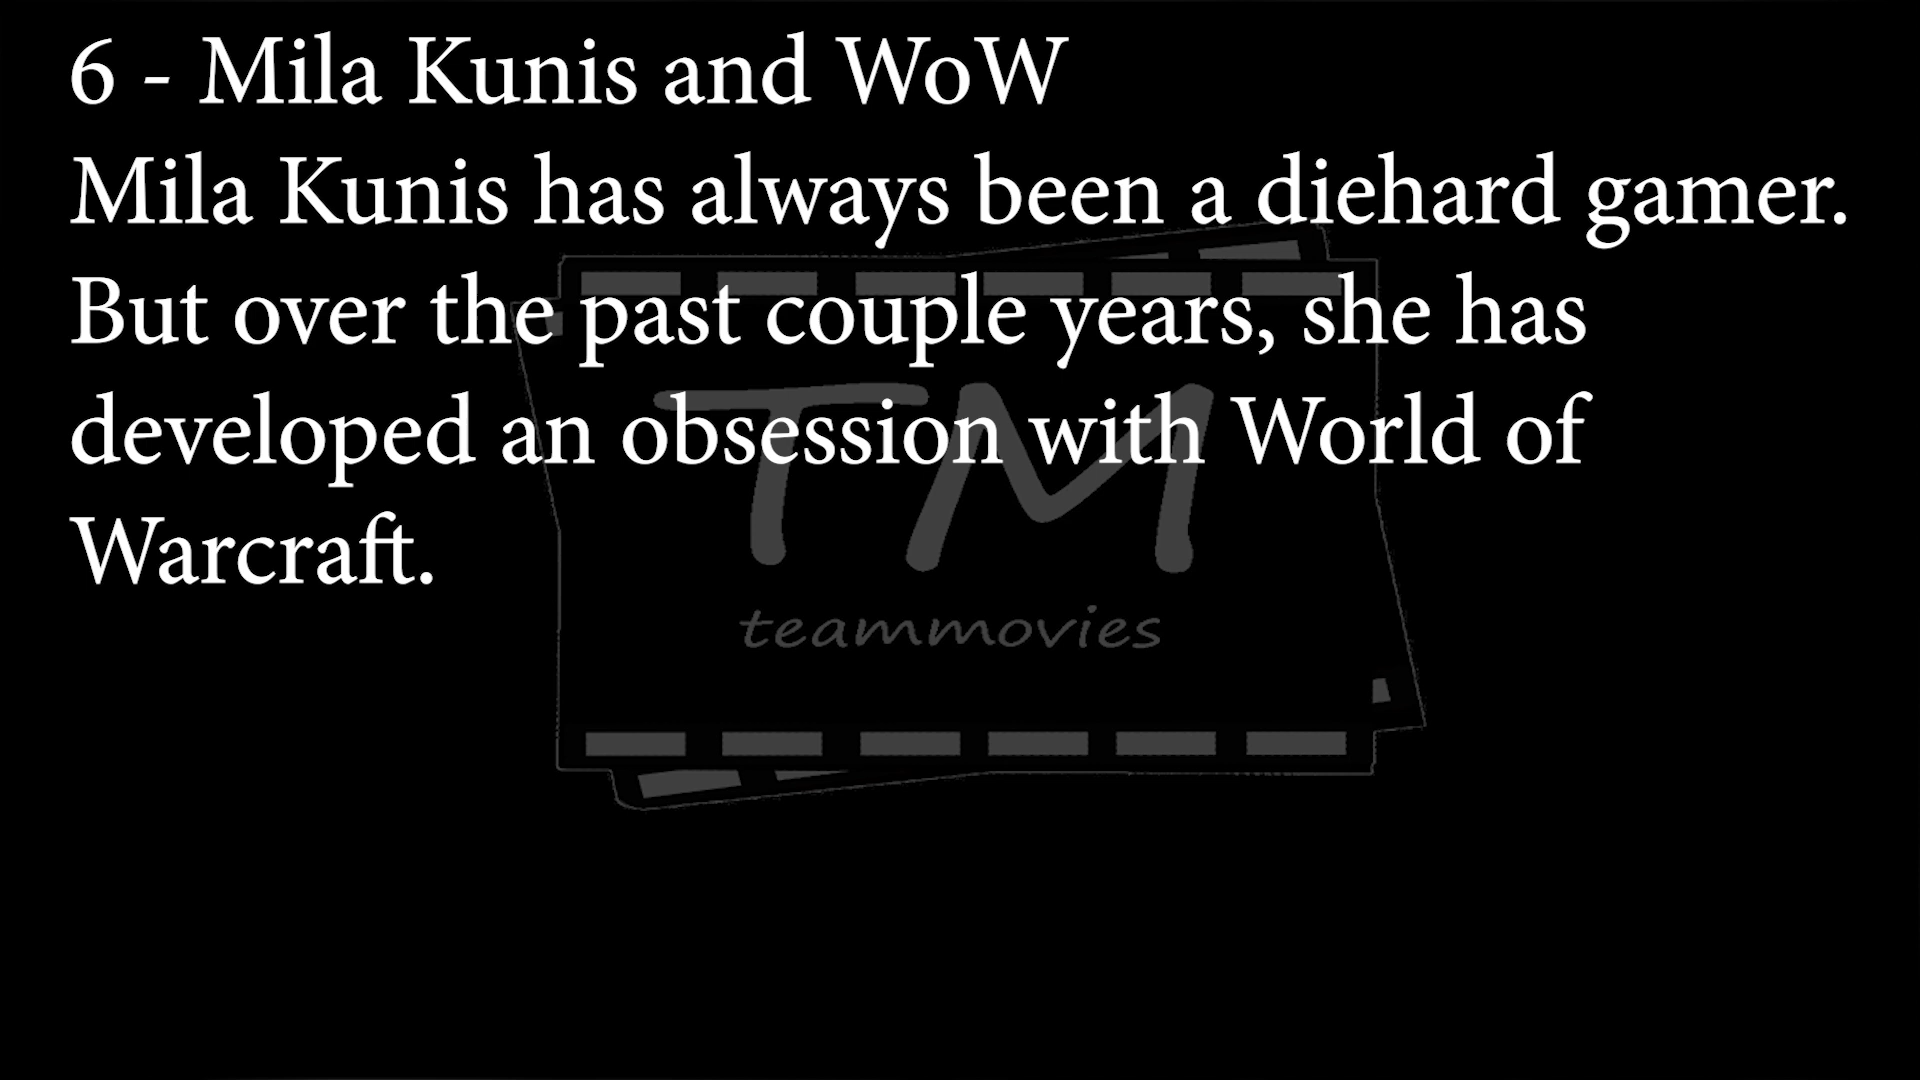 6 - Mila Kunis and WoW
Mila Kunis has always been a diehard gamer.
But over the past couple years, she has
developed an obsession with World of
Warcraft.
TM
teammovies